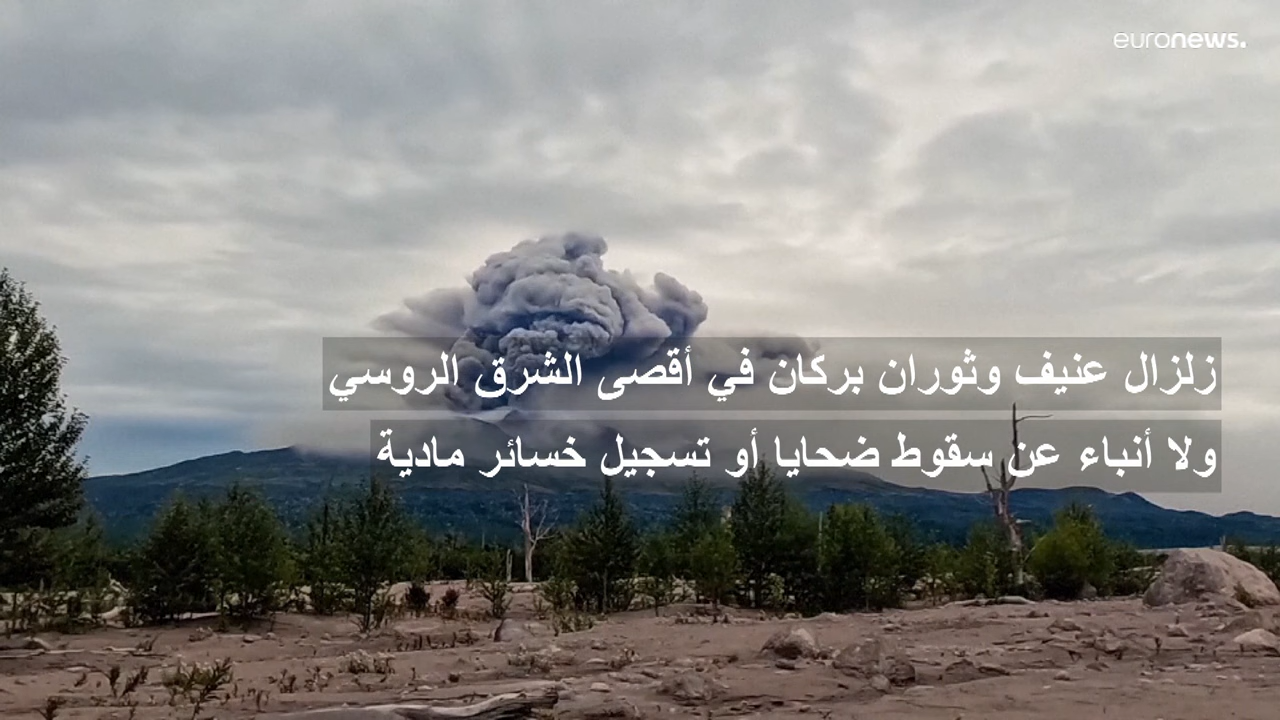 euronews.
زلزال عنيف وثوران بركان في أقصى الشرق الروسي
ولا أنباء عن سقوط ضحايا أو تسجيل خسائر مادية